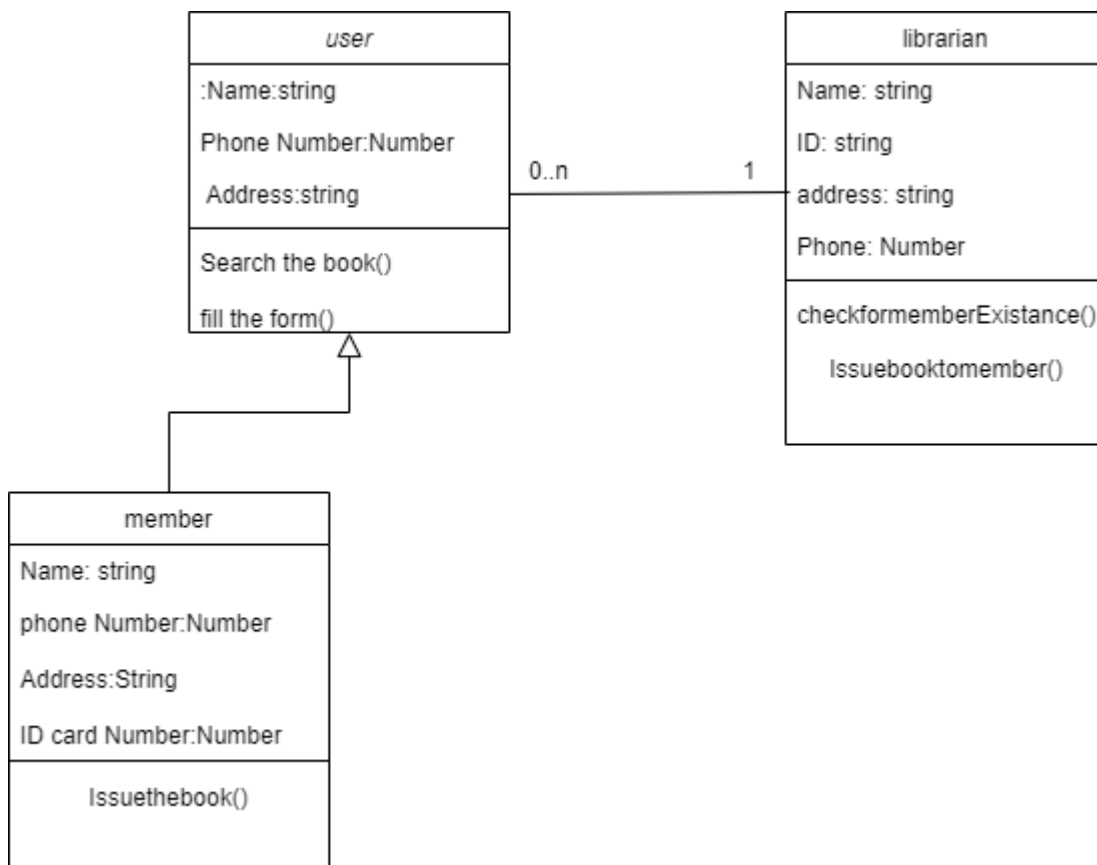 user
:Name:string
Phone Number:Number
Address:string
Search the book()
fill the form()
0..n
1
librarian
Name: string
ID: string
address: string
Phone: Number
checkformemberExistance()
Issuebooktomember()
member
Name: string
phone Number:Number
Address:String
ID card Number:Number
Issuethebook()